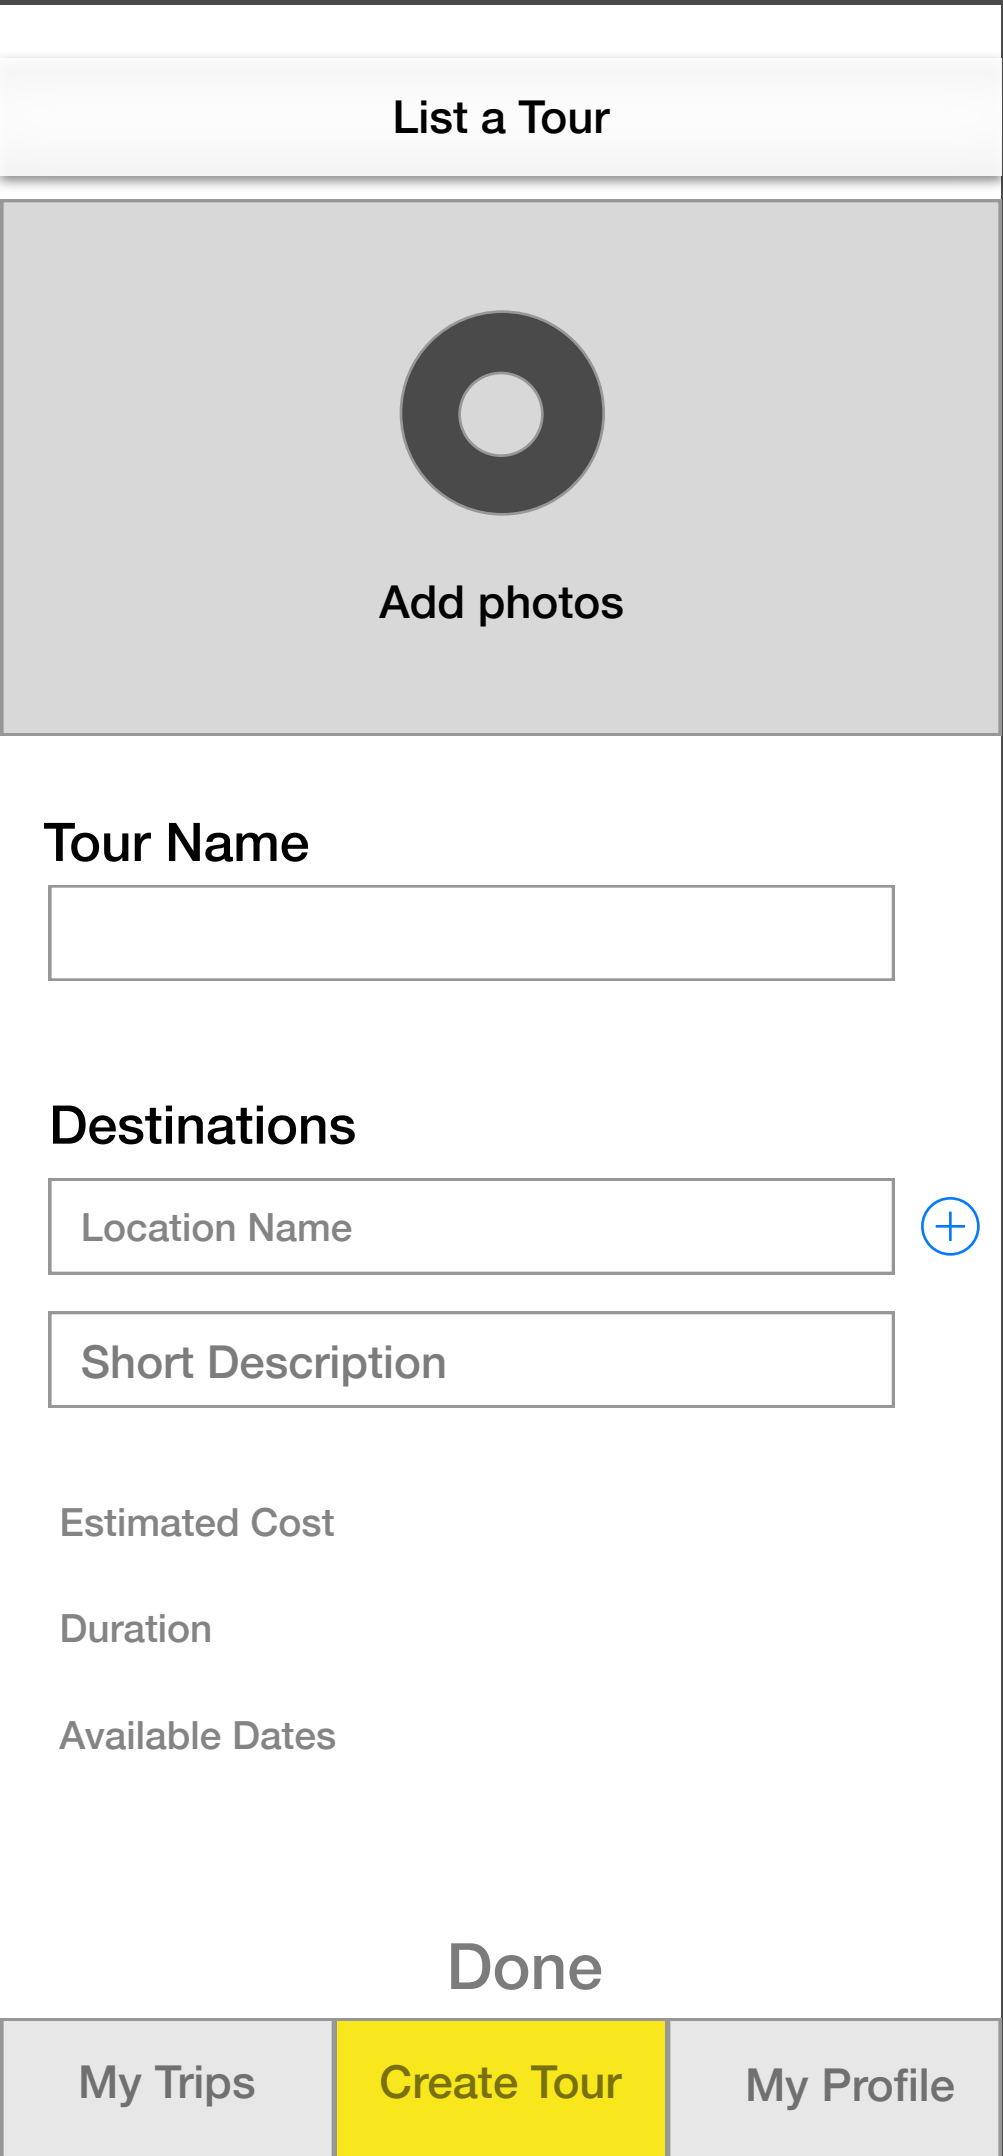 List a Tour
Add photos
Tour Name
Destinations
Location Name
Short Description
Estimated Cost
Duration
Available Dates
Done
My Trips
Create Tour
My Profile